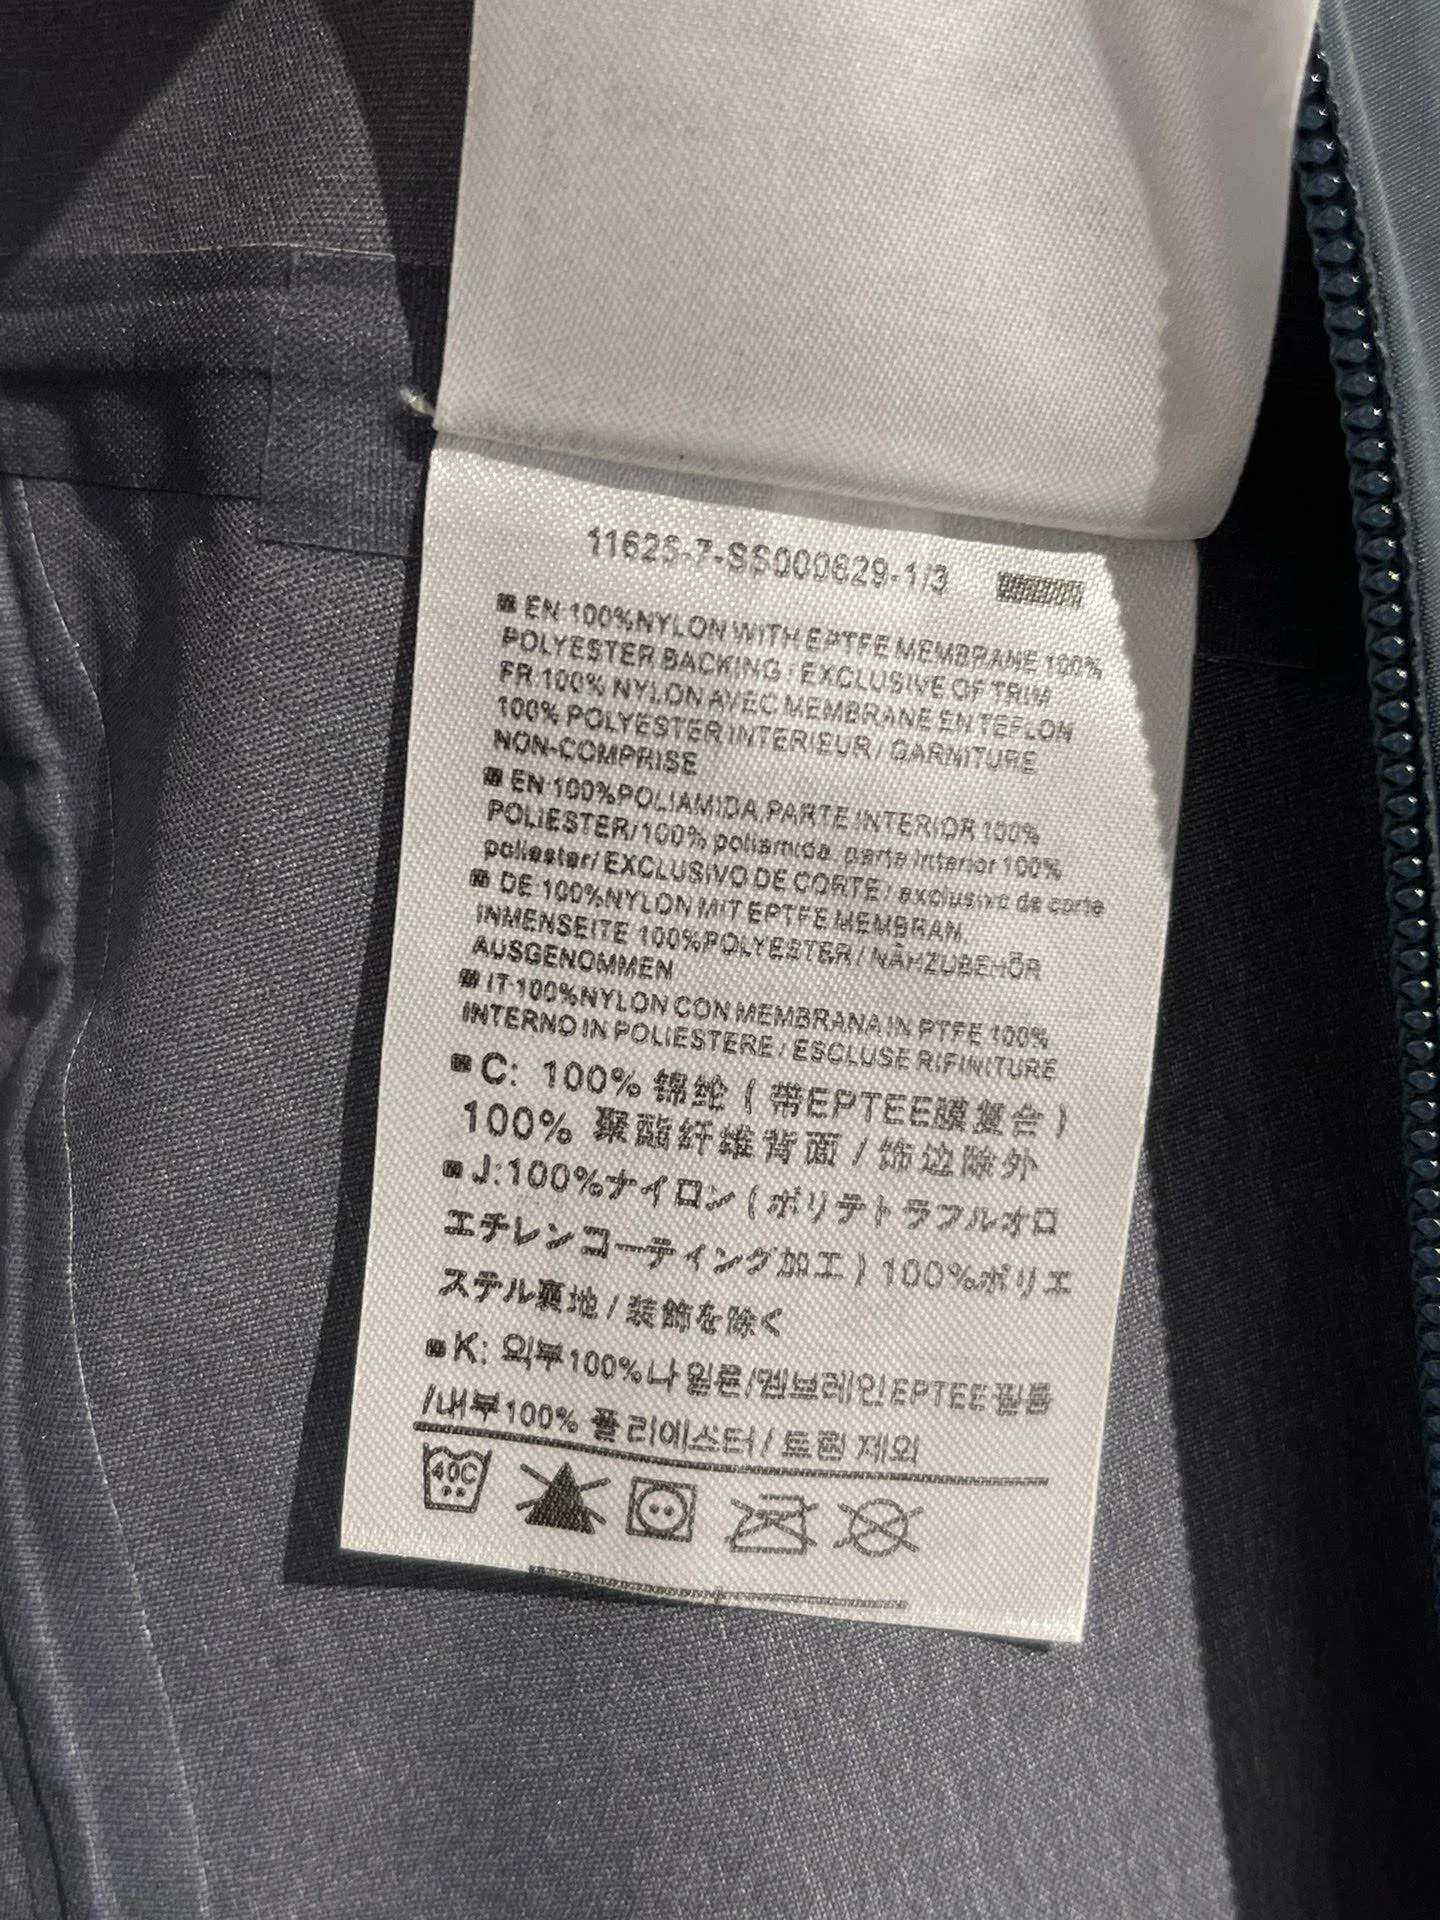 11625-7-SS000629-1/3
EN:100%NYLON WITH EPTFE MEMBRANE 100%
POLYESTER BACKING / EXCLUSIVE OF TRIM
FR:100% NYLON AVEC MEMBRANE EN TEFLON
100% POLYESTER INTERIEUR / GARNITURE
NON-COMPRISE
EN:100%POLIAMIDA, PARTE INTERIOR 100%
POLIESTER/100% poliamida. parte interior 100%
poliester/ EXCLUSIVO DE CORTE / exclusivo de corte
DE:100%NYLON MIT EPTFE MEMBRAN,
INMENSEITE 100%POLYESTER / NÄHZUBEHÖR
AUSGENOMMEN
IT:100%NYLON CON MEMBRANA IN PTFE 100%
INTERNO IN POLIESTERE / ESCLUSE RIFINITURE
C: 100% 锦纶 ( 带EPTEE膜复合 )
100% 聚酯纤维背面 / 饰边除外
J:100%ナイロン ( ポリテトラフルオロ
エチレンコーティング加工 ) 100%ポリエ
ステル裏地 / 装飾を除く
K: 외부100%나일론/멤브레인EPTEE필름
/내부100% 폴리에스터 / 트림 제외
40C